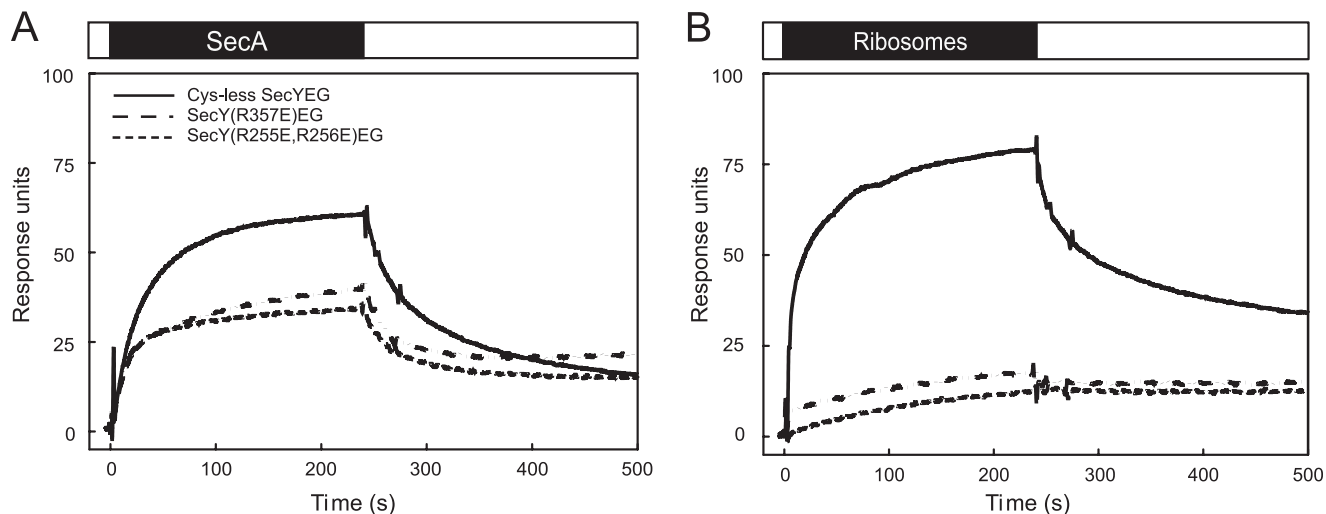 A
SecA
100
75
50
25
0
Response units
Cys-less SecYEG
SecY(R357E)EG
SecY(R255E,R256E)EG
0 100 200 300 400 500
Time (s)
B
Ribosomes
100
75
50
25
0
Response units
0 100 200 300 400 500
Time (s)